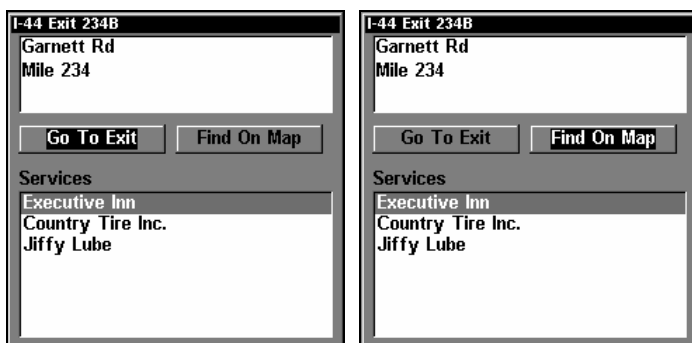 I-44 Exit 234B
Garnett Rd
Mile 234
Go To Exit Find On Map
Services
Executive Inn
Country Tire Inc.
Jiffy Lube
I-44 Exit 234B
Garnett Rd
Mile 234
Go To Exit Find On Map
Services
Executive Inn
Country Tire Inc.
Jiffy Lube